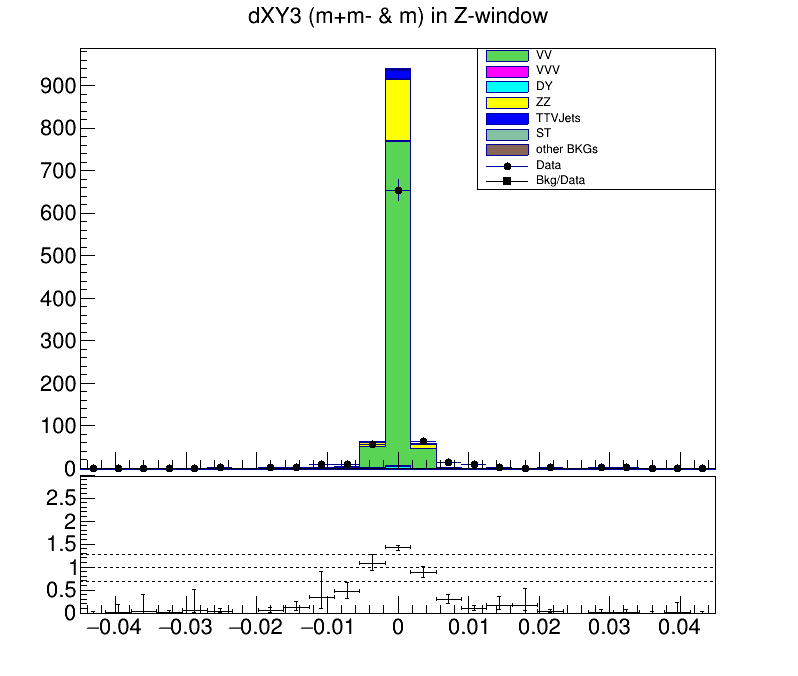 dXY3 (m+m- & m) in Z-window
VV
VVV
DY
ZZ
TTVJets
ST
other BKGs
Data
Bkg/Data
900
800
700
600
500
400
300
200
100
0
2.5
2
1.5
1
0.5
0
−0.04 −0.03 −0.02 −0.01 0 0.01 0.02 0.03 0.04